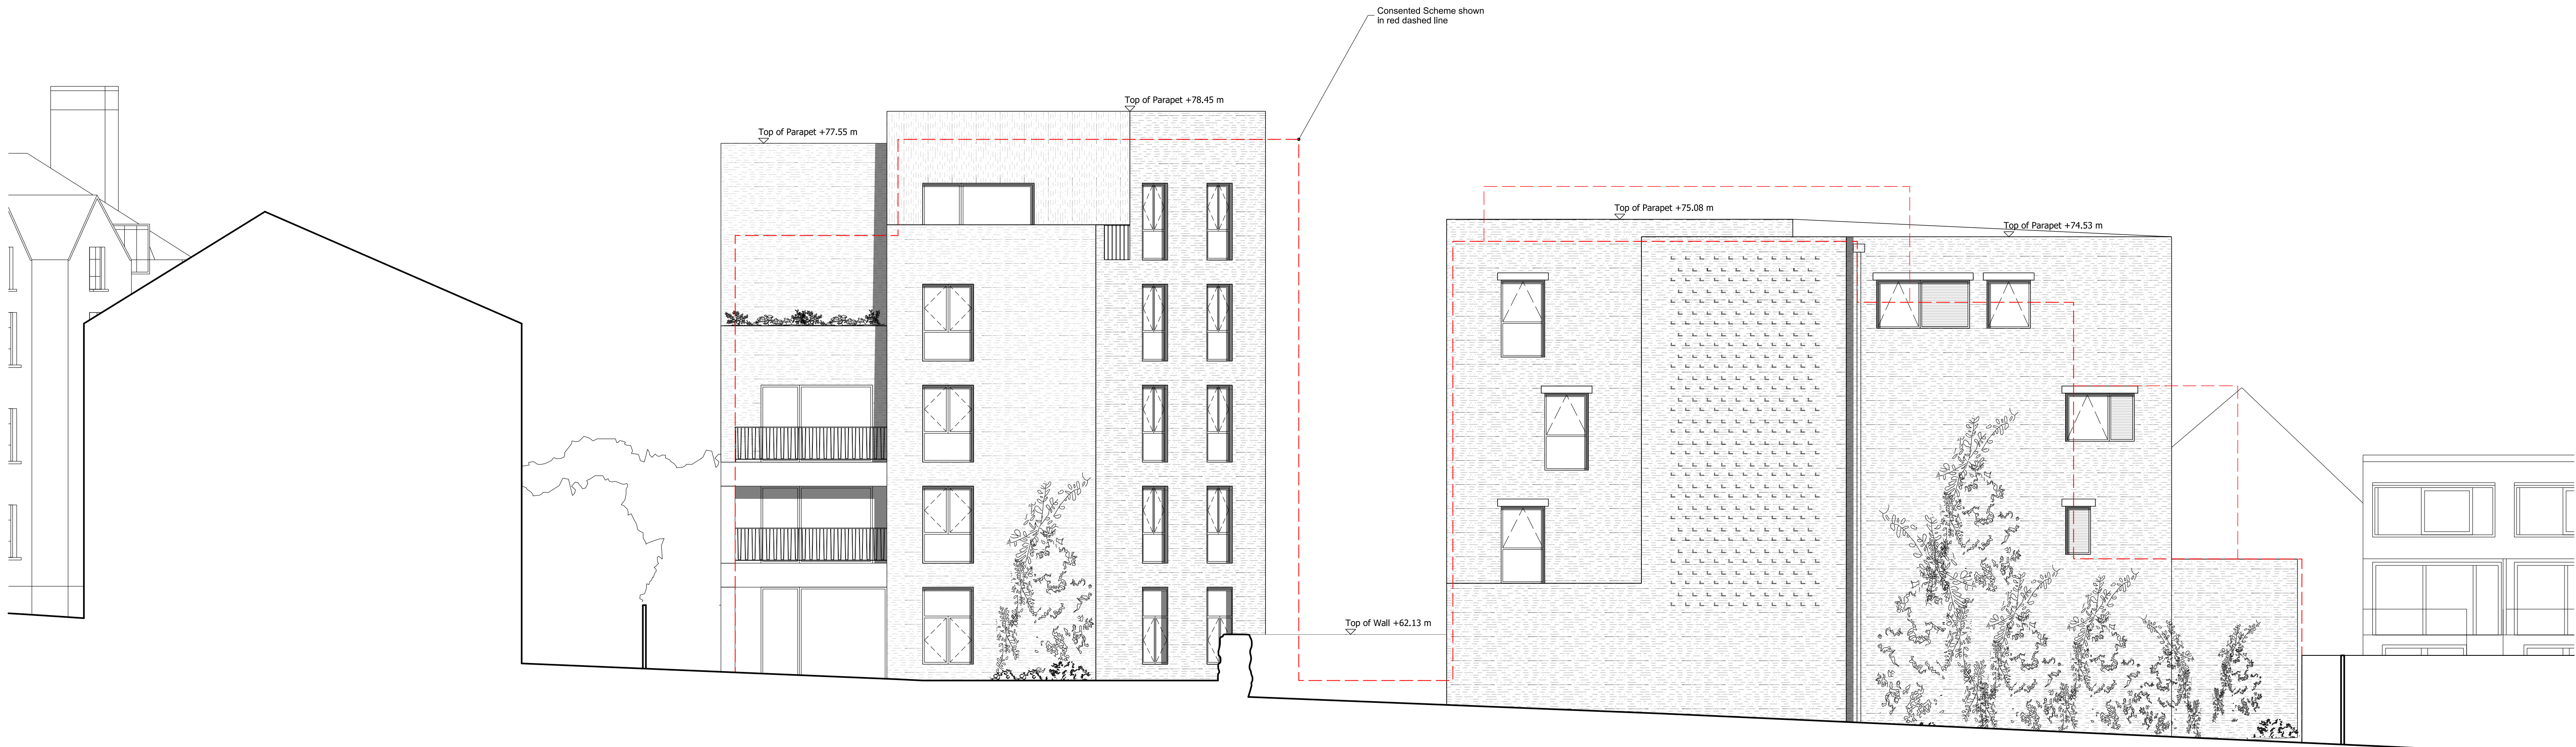 Consented Scheme shown
in red dashed line
Top of Parapet +78.45 m
Top of Parapet +77.55 m
Top of Parapet +75.08 m
Top of Parapet +74.53 m
Top of Wall +62.13 m